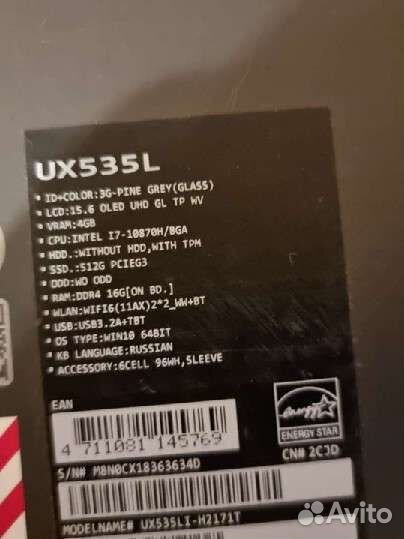 UX535L
• ID+COLOR:3G-PINE GREY(GLASS)
• LCD:15.6 OLED UHD GL TP WV
• VRAM:4GB
• CPU:INTEL I7-10870H/BGA
• HDD.:WITHOUT HDD,WITH TPM
• SSD.:512G PCIEG3
• ODD:WO ODD
• RAM:DDR4 16G[ON BD.]
• WLAN:WIFI6(11AX)2*2_WW+BT
• USB:USB3.2A+TBT
• OS TYPE:WIN10 64BIT
• KB LANGUAGE:RUSSIAN
• ACCESSORY:6CELL 96WH,SLEEVE
EAN
4 711081 145769
energy
ENERGY STAR
S/N# M8N0CX18363634D
MODELNAME# UX535LI-H2171T
Avito